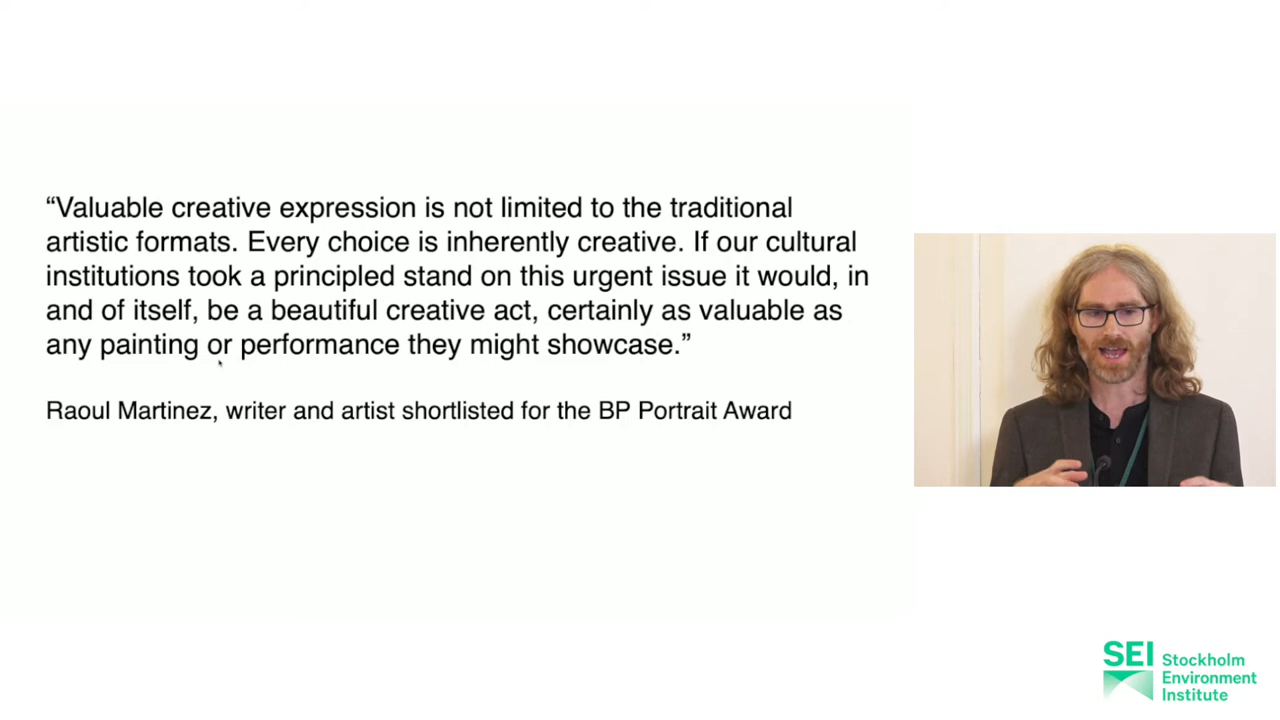 “Valuable creative expression is not limited to the traditional
artistic formats. Every choice is inherently creative. If our cultural
institutions took a principled stand on this urgent issue it would, in
and of itself, be a beautiful creative act, certainly as valuable as
any painting or performance they might showcase.”
Raoul Martinez, writer and artist shortlisted for the BP Portrait Award
SEI Stockholm
Environment
Institute